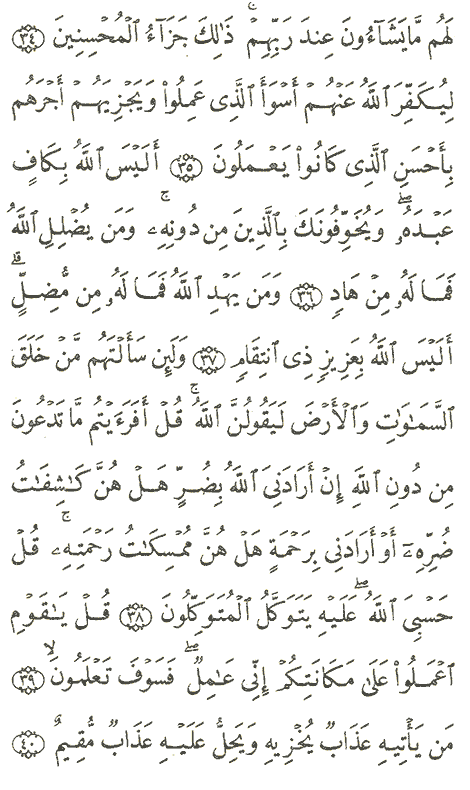 لَهُم مَّا يَشَآءُونَ عِندَ رَبِّهِمۡۚ ذَٰلِكَ جَزَآءُ ٱلۡمُحۡسِنِينَ ٣٤
لِيُكَفِّرَ ٱللَّهُ عَنۡهُمۡ أَسۡوَأَ ٱلَّذِى عَمِلُواْ وَيَجۡزِيَهُمۡ أَجۡرَهُم
بِأَحۡسَنِ ٱلَّذِى كَانُواْ يَعۡمَلُونَ ٣٥ أَلَيۡسَ ٱللَّهُ بِكَافٍ
عَبۡدَهُۥۖ وَيُخَوِّفُونَكَ بِٱلَّذِينَ مِن دُونِهِۦۚ وَمَن يُضۡلِلِ ٱللَّهُ
فَمَا لَهُۥ مِنۡ هَادٍ ٣٦ وَمَن يَهۡدِ ٱللَّهُ فَمَا لَهُۥ مِن مُّضِلٍّۗ
أَلَيۡسَ ٱللَّهُ بِعَزِيزٍ ذِى ٱنتِقَامٍ ٣٧ وَلَئِن سَأَلۡتَهُم مَّنۡ خَلَقَ
ٱلسَّمَٰوَٰتِ وَٱلۡأَرۡضَ لَيَقُولُنَّ ٱللَّهُۚ قُلۡ أَفَرَءَيۡتُم مَّا تَدۡعُونَ
مِن دُونِ ٱللَّهِ إِنۡ أَرَادَنِىَ ٱللَّهُ بِضُرٍّ هَلۡ هُنَّ كَٰشِفَٰتُ
ضُرِّهِۦٓ أَوۡ أَرَادَنِى بِرَحۡمَةٍ هَلۡ هُنَّ مُمۡسِكَٰتُ رَحۡمَتِهِۦۚ قُلۡ
حَسۡبِىَ ٱللَّهُۖ عَلَيۡهِ يَتَوَكَّلُ ٱلۡمُتَوَكِّلُونَ ٣٨ قُلۡ يَٰقَوۡمِ
ٱعۡمَلُواْ عَلَىٰ مَكَانَتِكُمۡ إِنِّى عَٰمِلٌۖ فَسَوۡفَ تَعۡلَمُونَۙ ٣٩
مَن يَأۡتِيهِ عَذَابٌ يُخۡزِيهِ وَيَحِلُّ عَلَيۡهِ عَذَابٌ مُّقِيمٌ ٤٠